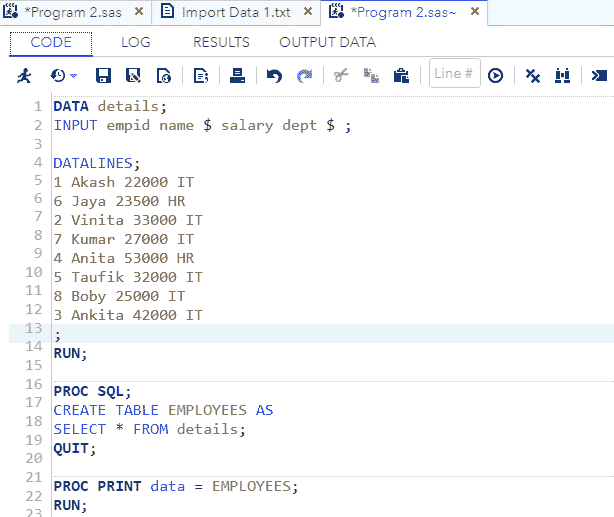 *Program 2.sas × Import Data 1.txt × *Program 2.sas~ ×
CODE LOG RESULTS OUTPUT DATA
Line #
1 DATA details;
2 INPUT empid name $ salary dept $ ;
3
4 DATALINES;
5 1 Akash 22000 IT
6 6 Jaya 23500 HR
7 2 Vinita 33000 IT
8 7 Kumar 27000 IT
9 4 Anita 53000 HR
10 5 Taufik 32000 IT
11 8 Boby 25000 IT
12 3 Ankita 42000 IT
13 ;
14 RUN;
15
16 PROC SQL;
17 CREATE TABLE EMPLOYEES AS
18 SELECT * FROM details;
19 QUIT;
20
21 PROC PRINT data = EMPLOYEES;
22 RUN;
23